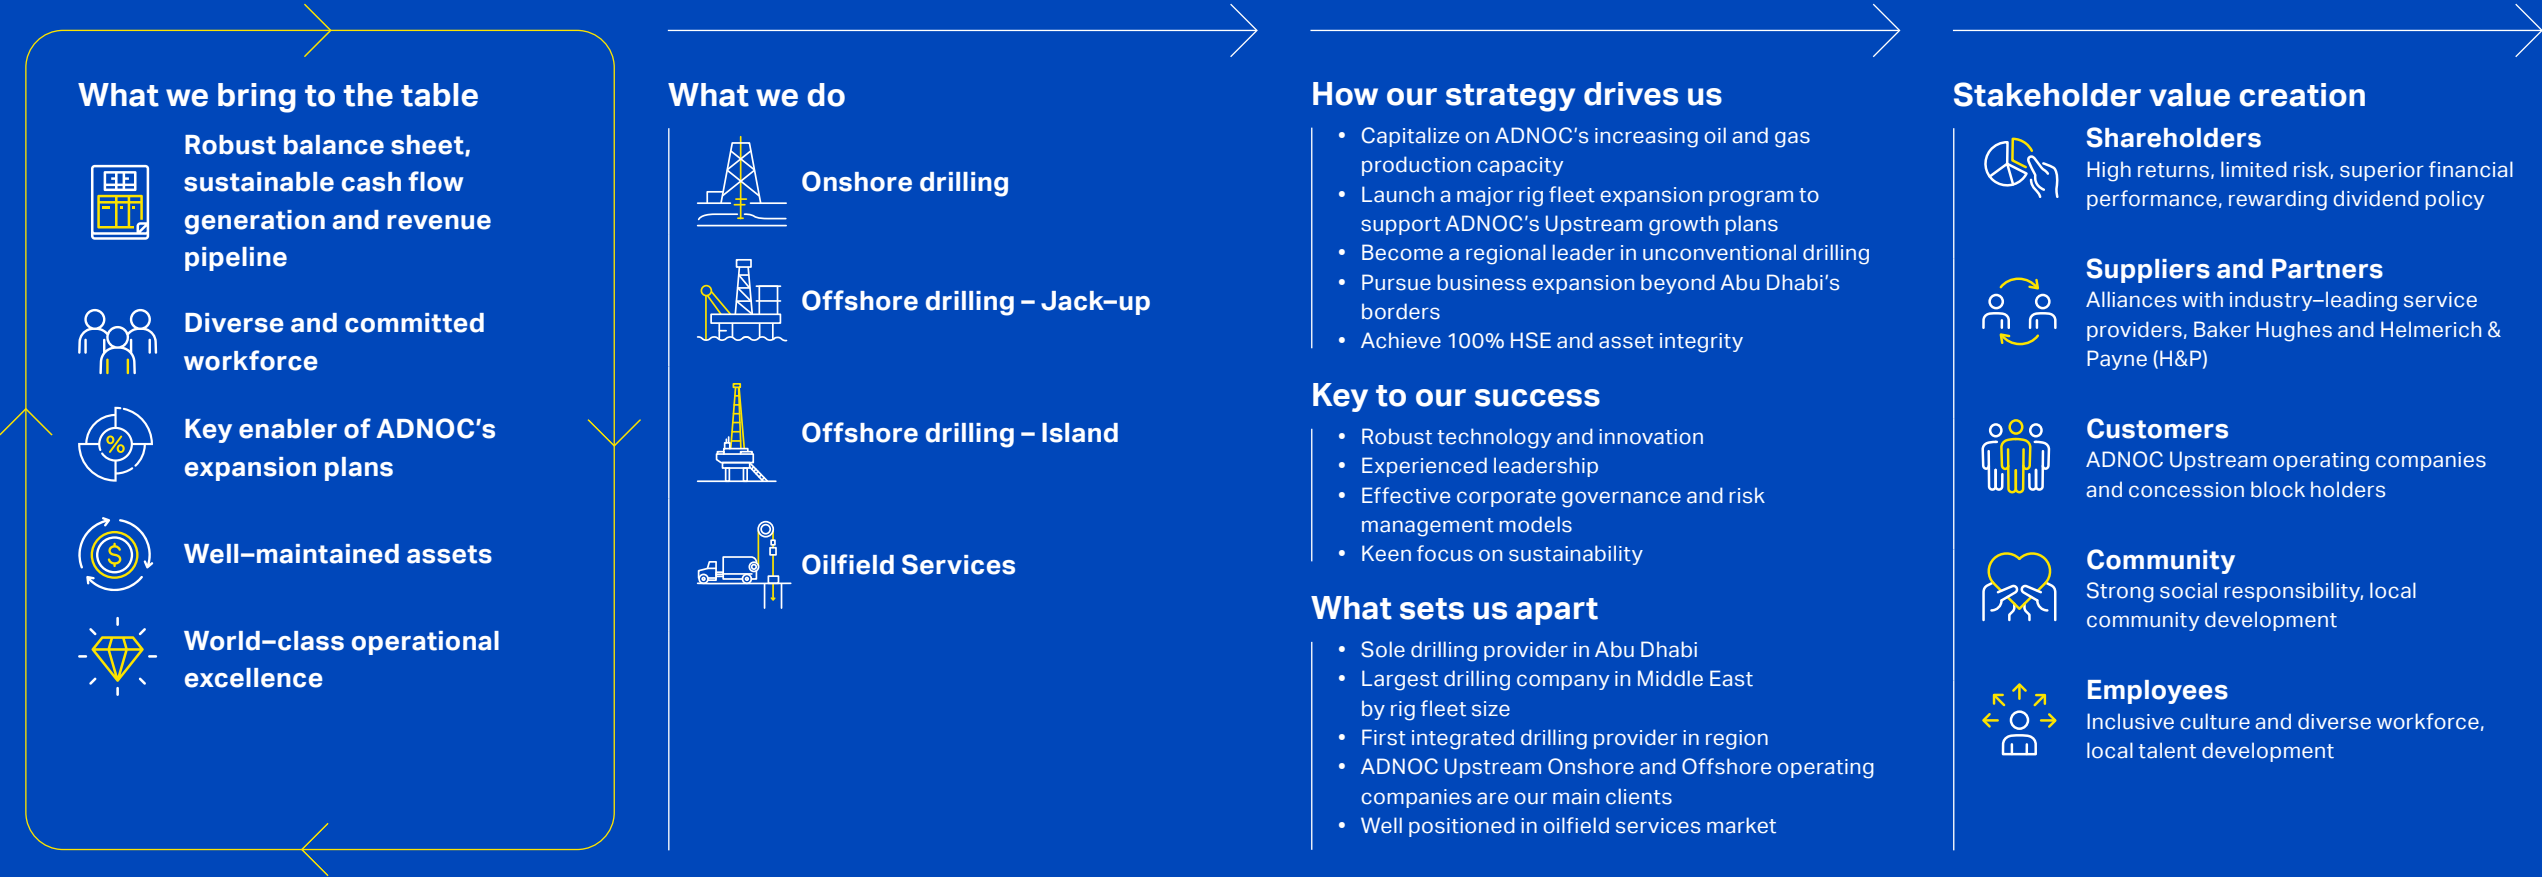 What we bring to the table
Robust balance sheet,
sustainable cash flow
generation and revenue
pipeline
Diverse and committed
workforce
%
Key enabler of ADNOC’s
expansion plans
$
Well–maintained assets
World–class operational
excellence
What we do
Onshore drilling
Offshore drilling – Jack–up
Offshore drilling – Island
Oilfield Services
How our strategy drives us
• Capitalize on ADNOC’s increasing oil and gas
production capacity
• Launch a major rig fleet expansion program to
support ADNOC’s Upstream growth plans
• Become a regional leader in unconventional drilling
• Pursue business expansion beyond Abu Dhabi’s
borders
• Achieve 100% HSE and asset integrity
Key to our success
• Robust technology and innovation
• Experienced leadership
• Effective corporate governance and risk
management models
• Keen focus on sustainability
What sets us apart
• Sole drilling provider in Abu Dhabi
• Largest drilling company in Middle East
by rig fleet size
• First integrated drilling provider in region
• ADNOC Upstream Onshore and Offshore operating
companies are our main clients
• Well positioned in oilfield services market
Stakeholder value creation
Shareholders
High returns, limited risk, superior financial
performance, rewarding dividend policy
Suppliers and Partners
Alliances with industry–leading service
providers, Baker Hughes and Helmerich &
Payne (H&P)
Customers
ADNOC Upstream operating companies
and concession block holders
Community
Strong social responsibility, local
community development
Employees
Inclusive culture and diverse workforce,
local talent development